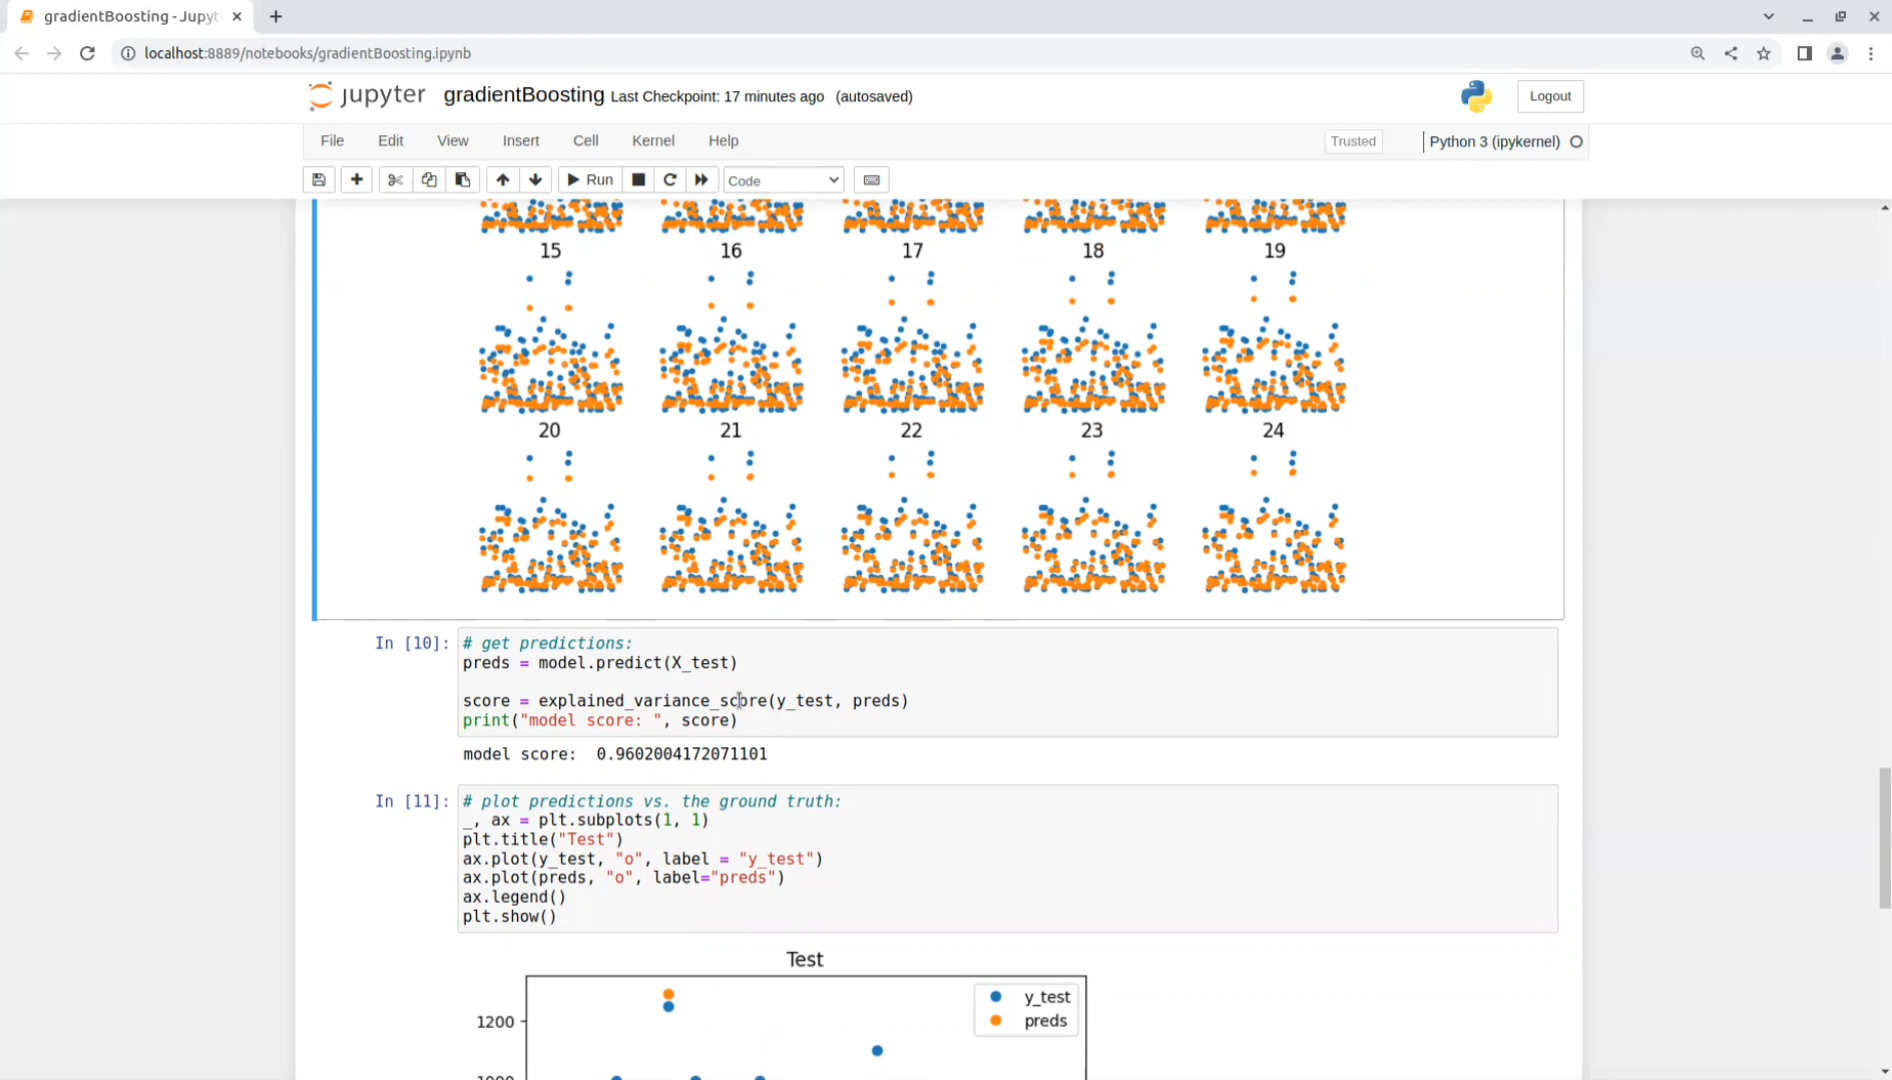 gradientBoosting - Jupyt
localhost:8889/notebooks/gradientBoosting.ipynb
jupyter gradientBoosting Last Checkpoint: 17 minutes ago (autosaved)
Logout
File Edit View Insert Cell Kernel Help
Trusted
Python 3 (ipykernel)
Run
Code
15 16 17 18 19
20 21 22 23 24
In [10]:
# get predictions:
preds = model.predict(X_test)
score = explained_variance_score(y_test, preds)
print("model score: ", score)
model score:  0.9602004172071101
In [11]:
# plot predictions vs. the ground truth:
_, ax = plt.subplots(1, 1)
plt.title("Test")
ax.plot(y_test, "o", label = "y_test")
ax.plot(preds, "o", label="preds")
ax.legend()
plt.show()
Test
y_test
preds
1200